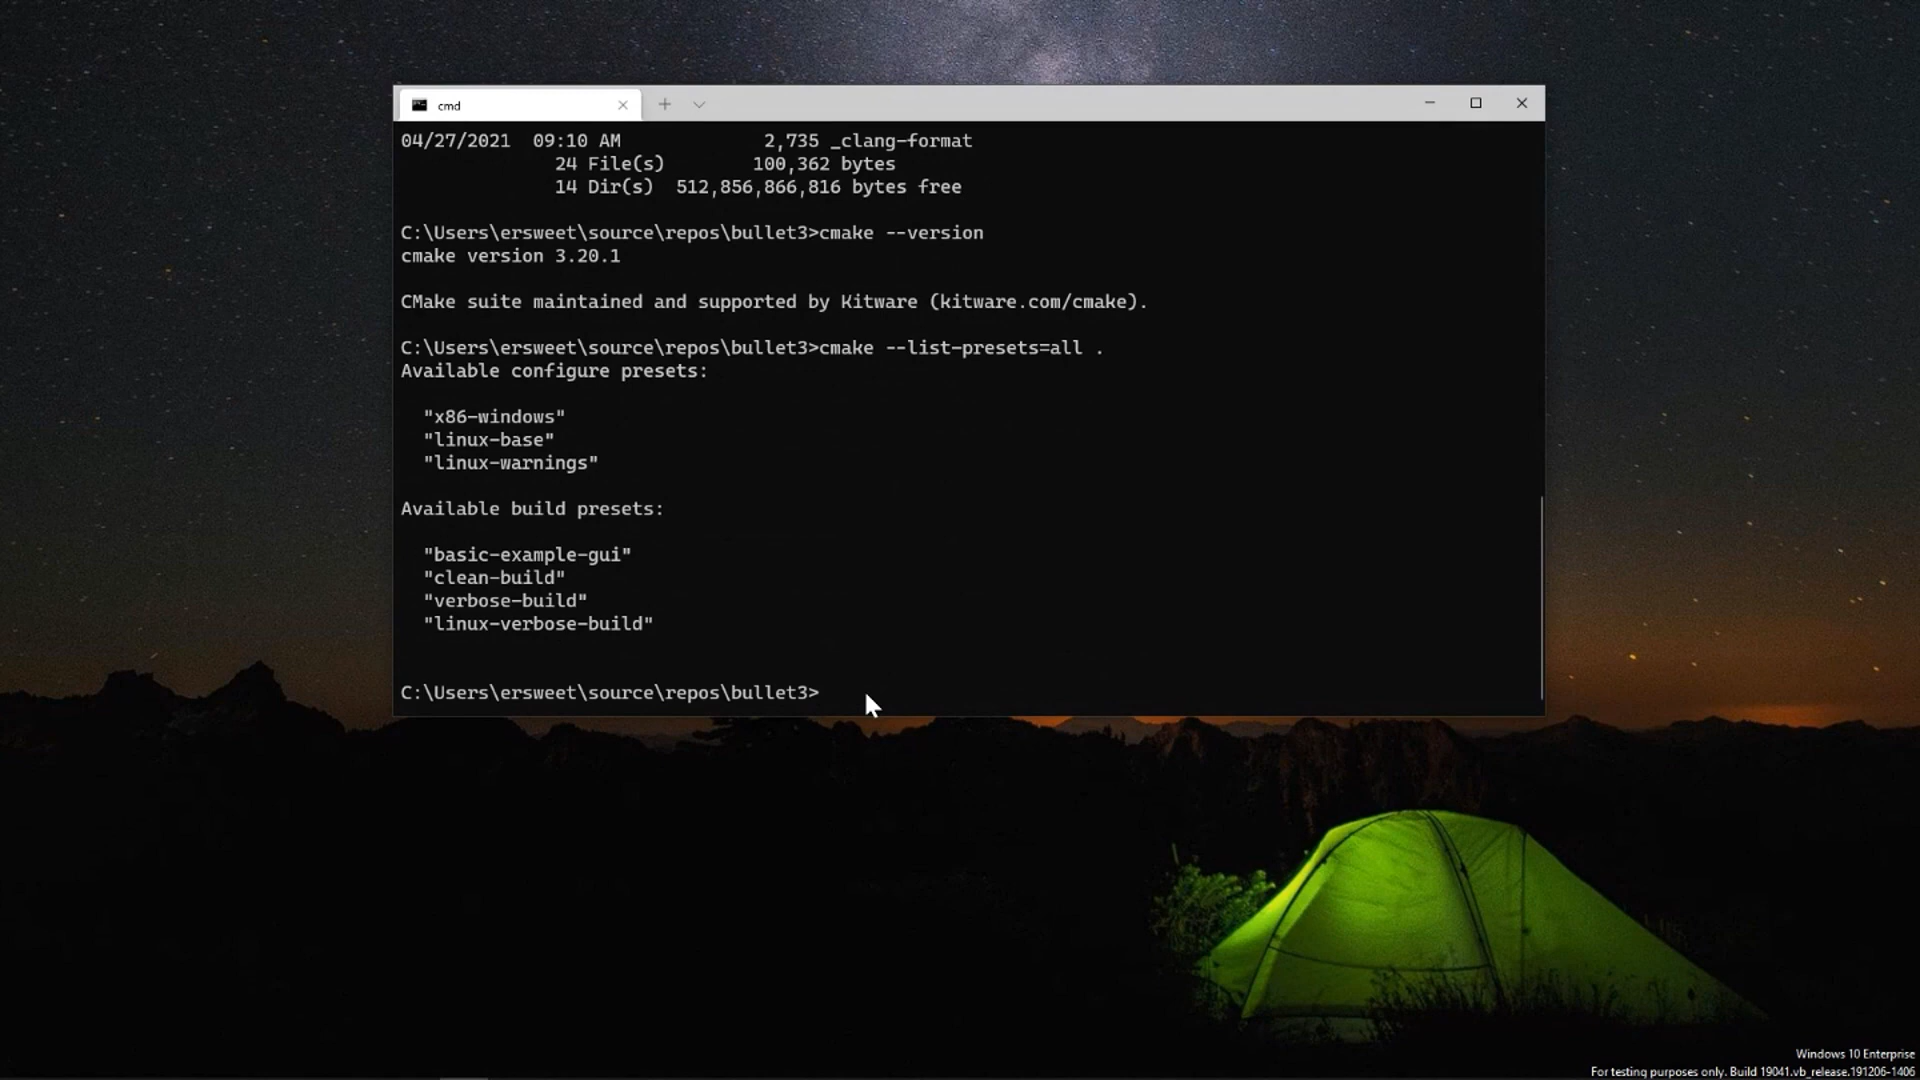 cmd
04/27/2021  09:10 AM             2,735 _clang-format
              24 File(s)        100,362 bytes
              14 Dir(s)  512,856,866,816 bytes free
C:\Users\ersweet\source\repos\bullet3>cmake --version
cmake version 3.20.1
CMake suite maintained and supported by Kitware (kitware.com/cmake).
C:\Users\ersweet\source\repos\bullet3>cmake --list-presets=all .
Available configure presets:
  "x86-windows"
  "linux-base"
  "linux-warnings"
Available build presets:
  "basic-example-gui"
  "clean-build"
  "verbose-build"
  "linux-verbose-build"
C:\Users\ersweet\source\repos\bullet3>
Windows 10 Enterprise
For testing purposes only. Build 19041.vb_release.191206-1406